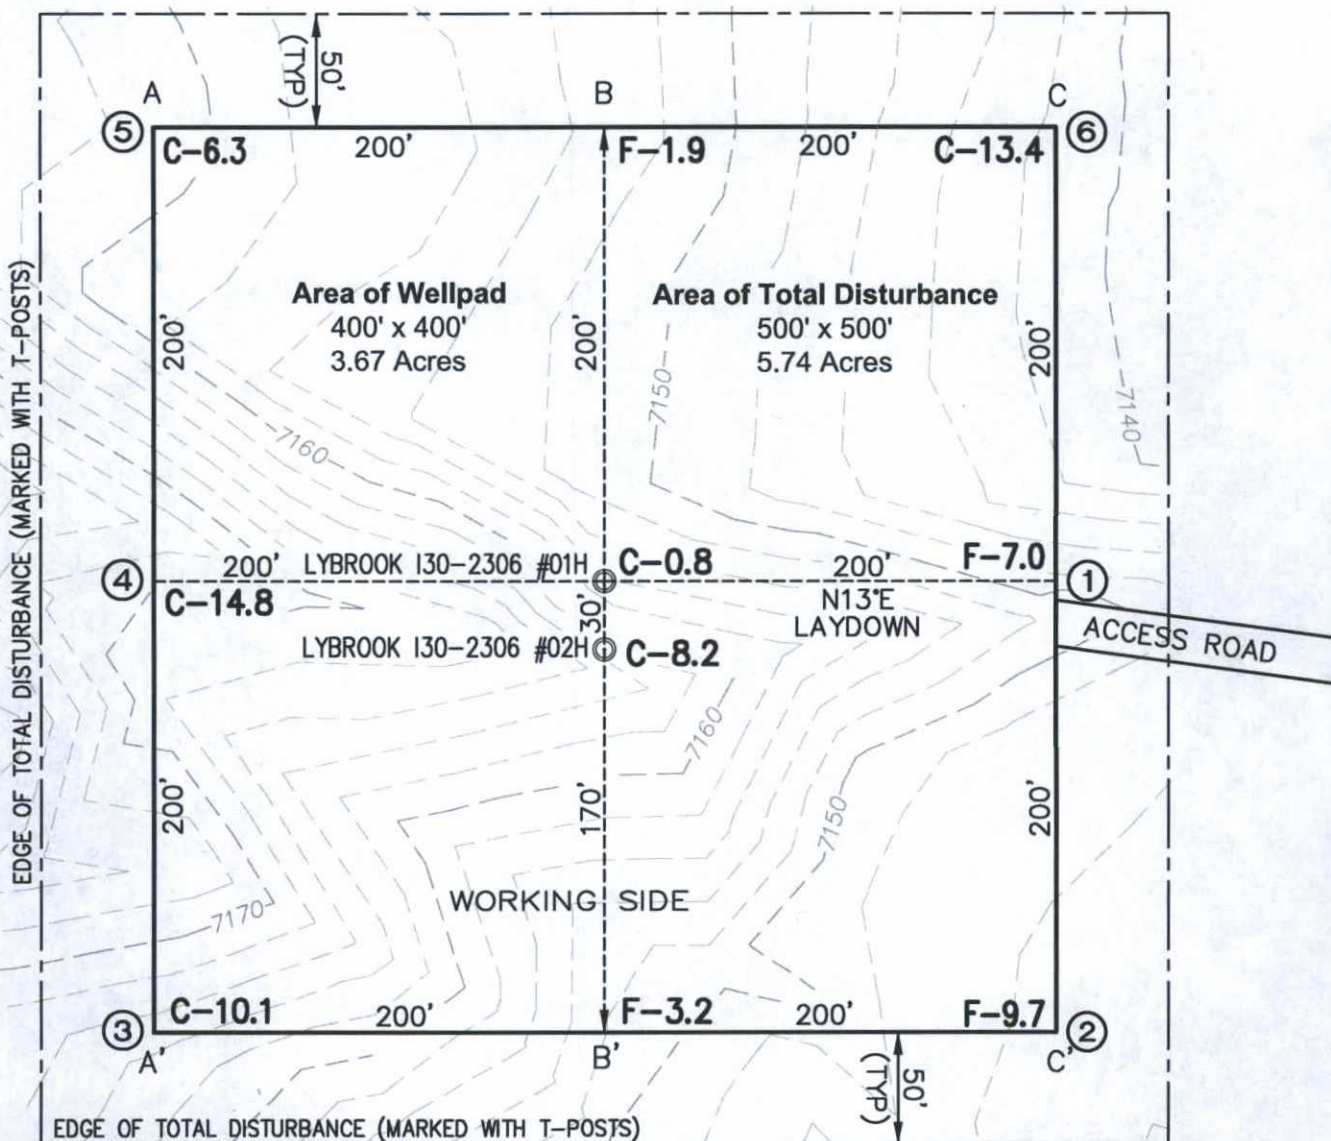 50'
(TYP)
A
B
C
5
6
C-6.3
200'
F-1.9
200'
C-13.4
Area of Wellpad
400' x 400'
3.67 Acres
Area of Total Disturbance
500' x 500'
5.74 Acres
200'
200'
200'
7150
7140
7160
EDGE OF TOTAL DISTURBANCE (MARKED WITH T-POSTS)
4
200'
LYBROOK I30-2306 #01H
C-0.8
200'
F-7.0
1
C-14.8
30'
N13°E
LAYDOWN
ACCESS ROAD
LYBROOK I30-2306 #02H
C-8.2
7160
200'
170'
7150
200'
WORKING SIDE
7170
3
C-10.1
200'
F-3.2
200'
F-9.7
2
A'
B'
C'
50'
(TYP)
EDGE OF TOTAL DISTURBANCE (MARKED WITH T-POSTS)